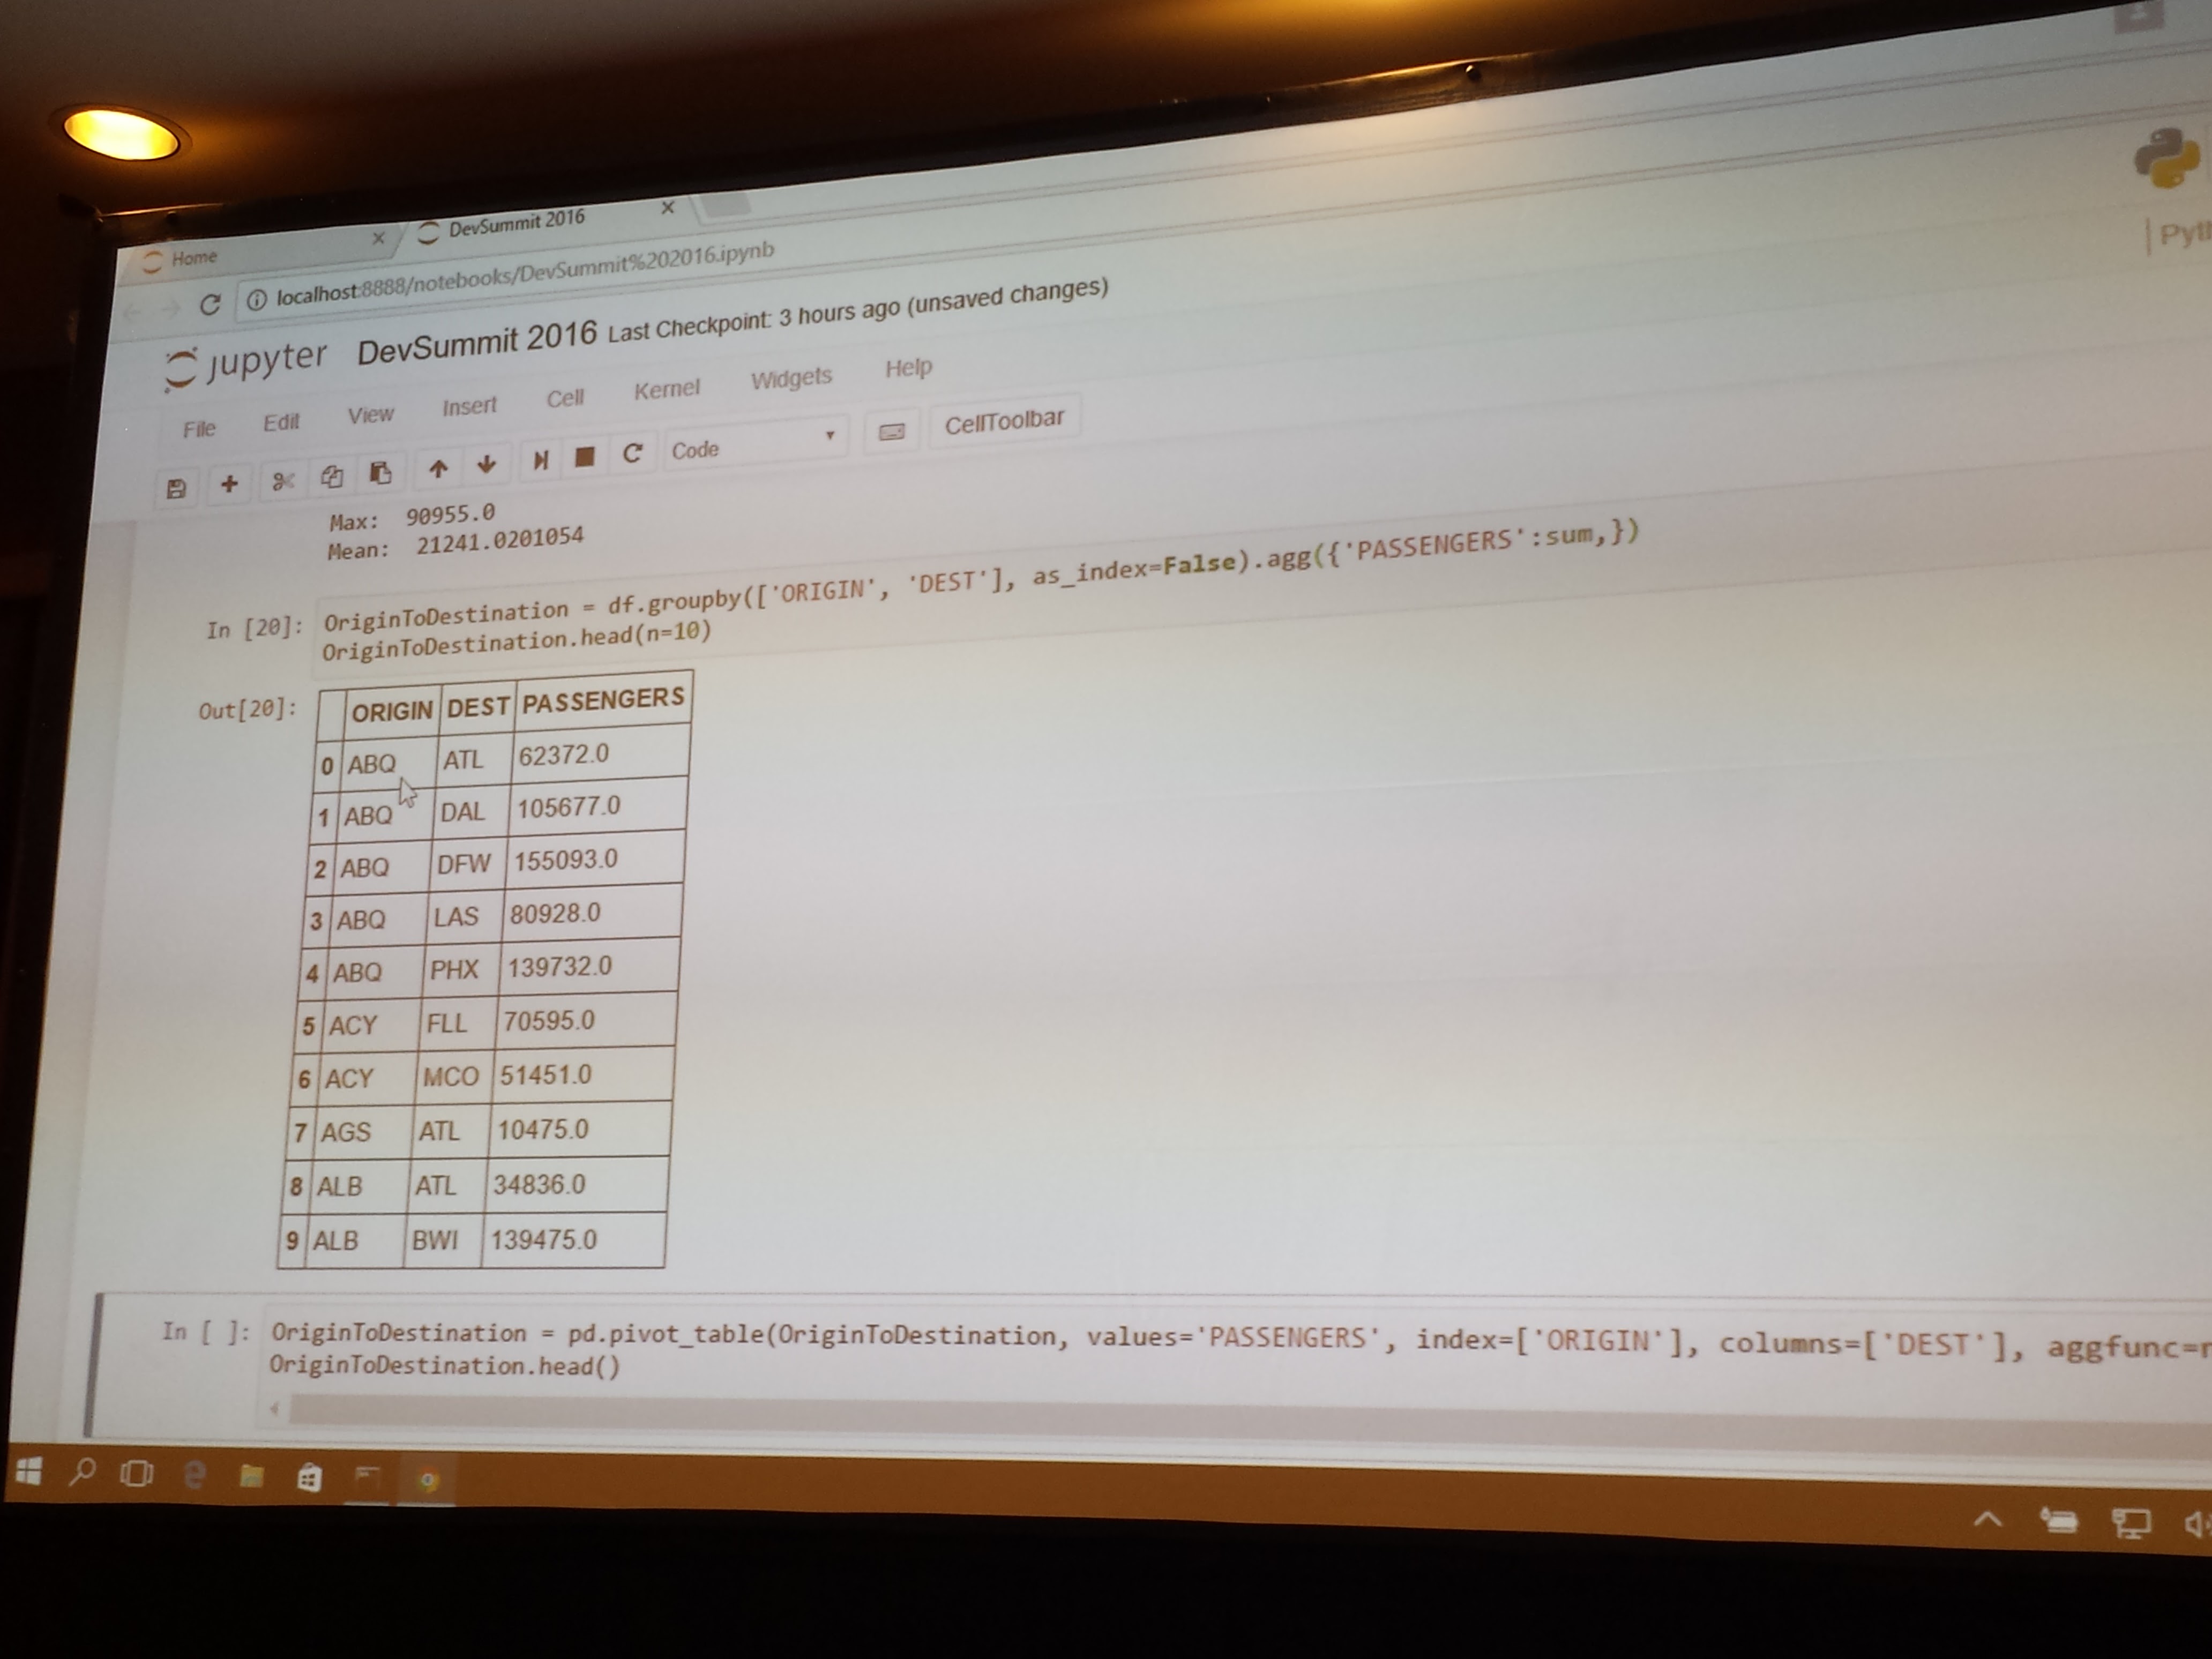 Home
DevSummit 2016
localhost:8888/notebooks/DevSummit%202016.ipynb
jupyter DevSummit 2016 Last Checkpoint: 3 hours ago (unsaved changes)
File Edit View Insert Cell Kernel Widgets Help
Code CellToolbar
Max: 90955.0
Mean: 21241.0201054
In [20]: OriginToDestination = df.groupby(['ORIGIN', 'DEST'], as_index=False).agg({'PASSENGERS':sum,})
OriginToDestination.head(n=10)
Out[20]:
ORIGIN DEST PASSENGERS
0 ABQ ATL 62372.0
1 ABQ DAL 105677.0
2 ABQ DFW 155093.0
3 ABQ LAS 80928.0
4 ABQ PHX 139732.0
5 ACY FLL 70595.0
6 ACY MCO 51451.0
7 AGS ATL 10475.0
8 ALB ATL 34836.0
9 ALB BWI 139475.0
In [ ]: OriginToDestination = pd.pivot_table(OriginToDestination, values='PASSENGERS', index=['ORIGIN'], columns=['DEST'], aggfunc=
OriginToDestination.head()